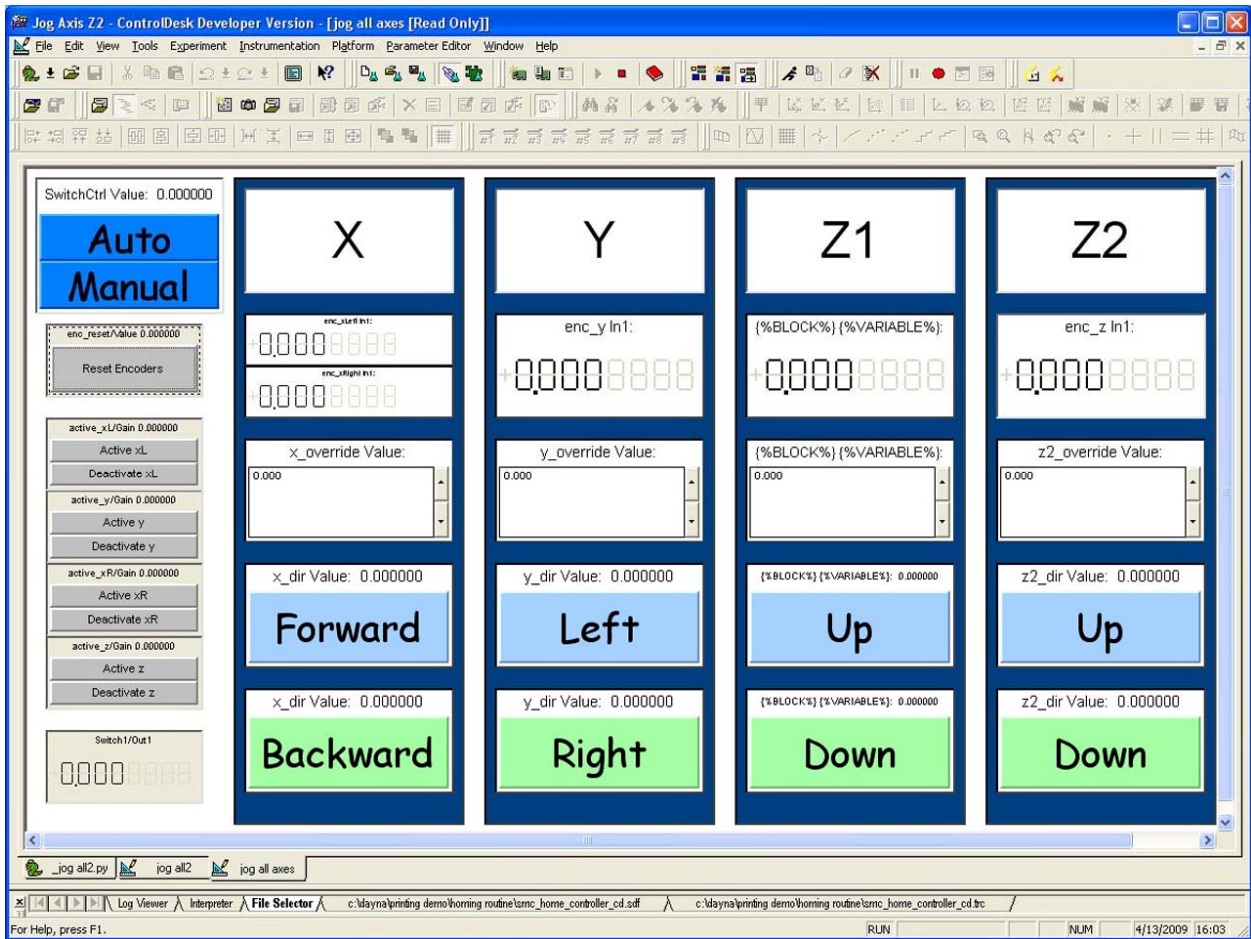 Jog Axis Z2 - ControlDesk Developer Version - [jog all axes [Read Only]]
File Edit View Tools Experiment Instrumentation Platform Parameter Editor Window Help
#1 #2 #3 #4 #5 #6 #7 #8 #9
SwitchCtrl Value: 0.000000
Auto
Manual
enc_reset/Value 0.000000
Reset Encoders
active_xL/Gain 0.000000
Active xL
Deactivate xL
active_y/Gain 0.000000
Active y
Deactivate y
active_xR/Gain 0.000000
Active xR
Deactivate xR
active_z/Gain 0.000000
Active z
Deactivate z
Switch1/Out1
+0.000
X
enc_xLeft In1:
+0.000
enc_xRight In1:
+0.000
x_override Value:
0.000
x_dir Value: 0.000000
Forward
x_dir Value: 0.000000
Backward
Y
enc_y In1:
+0.000
y_override Value:
0.000
y_dir Value: 0.000000
Left
y_dir Value: 0.000000
Right
Z1
{%BLOCK%} {%VARIABLE%}:
+0.000
{%BLOCK%} {%VARIABLE%}:
0.000
{%BLOCK%} {%VARIABLE%}: 0.000000
Up
{%BLOCK%} {%VARIABLE%}: 0.000000
Down
Z2
enc_z In1:
+0.000
z2_override Value:
0.000
z2_dir Value: 0.000000
Up
z2_dir Value: 0.000000
Down
_jog all2.py jog all2 jog all axes
Log Viewer Interpreter File Selector c:\dayna\printing demo\homing routine\smc_home_controller_cd.sdf c:\dayna\printing demo\homing routine\smc_home_controller_cd.trc
For Help, press F1. RUN NUM 4/13/2009 16:03